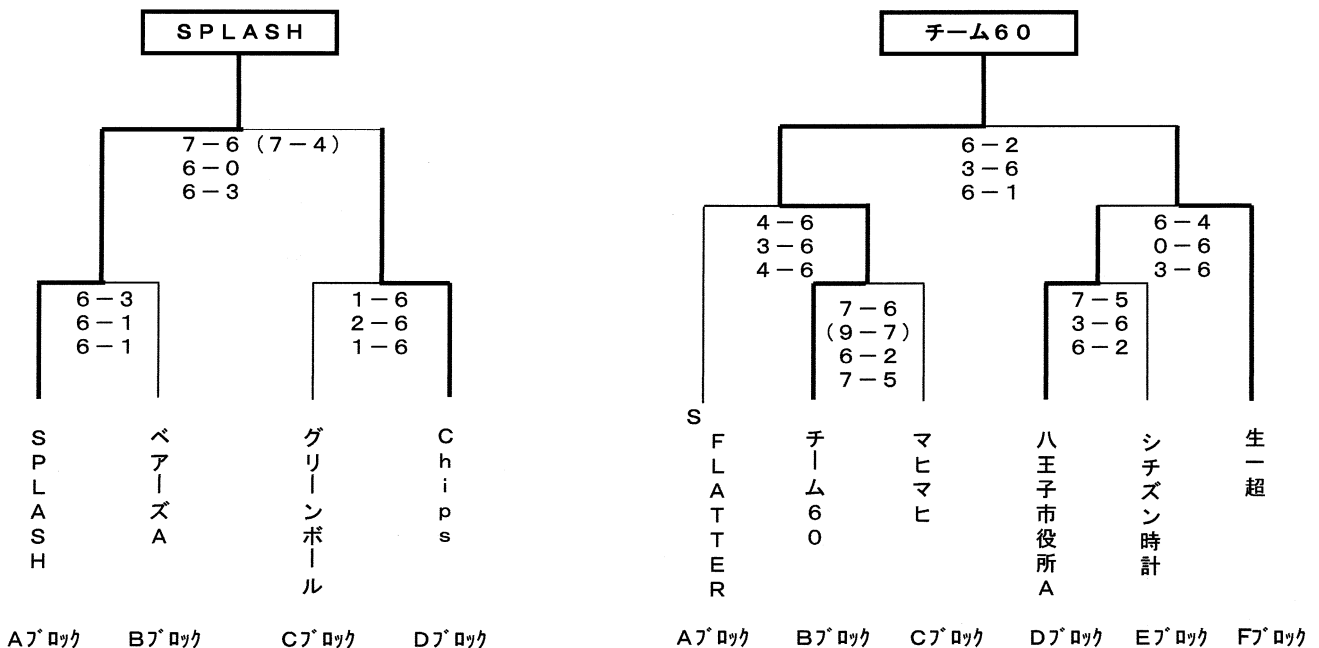 SPLASH
7－6（7－4）
6－0
6－3
6－3
6－1
6－1
1－6
2－6
1－6
SPLASH
ベアーズA
グリーンボール
Chips
Aブロック
Bブロック
Cブロック
Dブロック
チーム60
6－2
3－6
6－1
4－6
3－6
4－6
6－4
0－6
3－6
7－6
（9－7）
6－2
7－5
7－5
3－6
6－2
S FLATTER
チーム60
マヒマヒ
八王子市役所A
シチズン時計
生一超
Aブロック
Bブロック
Cブロック
Dブロック
Eブロック
Fブロック